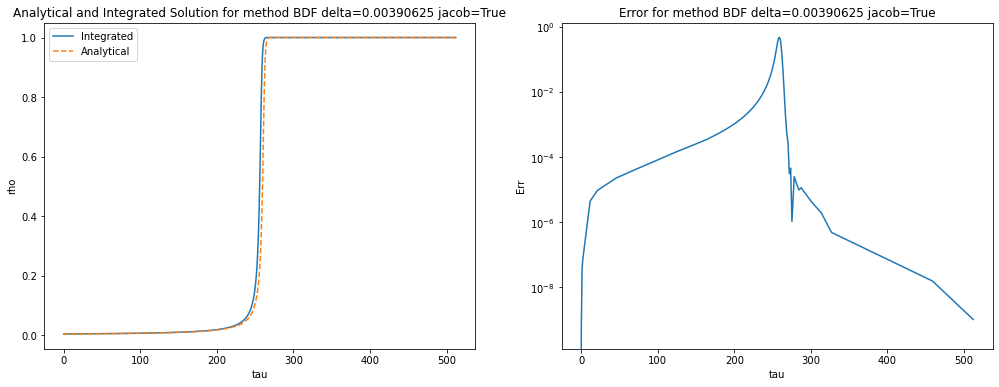 Analytical and Integrated Solution for method BDF delta=0.00390625 jacob=True
Integrated
Analytical
1.0
0.8
0.6
0.4
0.2
0.0
rho
0
100
200
300
400
500
tau
Error for method BDF delta=0.00390625 jacob=True
10⁰
10⁻²
10⁻⁴
10⁻⁶
10⁻⁸
Err
0
100
200
300
400
500
tau